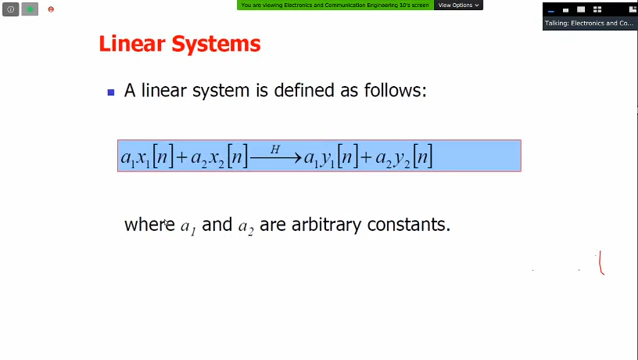 You are viewing Electronics and Communication Engineering 10's screen
View Options
Talking: Electronics and Co...
Linear Systems
A linear system is defined as follows:
a₁x₁[n] + a₂x₂[n] —H→ a₁y₁[n] + a₂y₂[n]
where a₁ and a₂ are arbitrary constants.